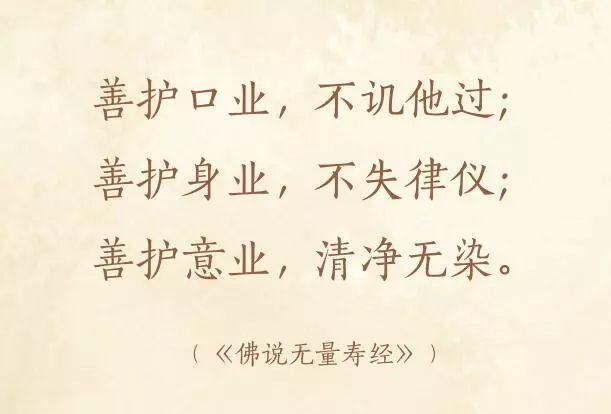 善护口业，不讥他过；
善护身业，不失律仪；
善护意业，清净无染。
（《佛说无量寿经》）